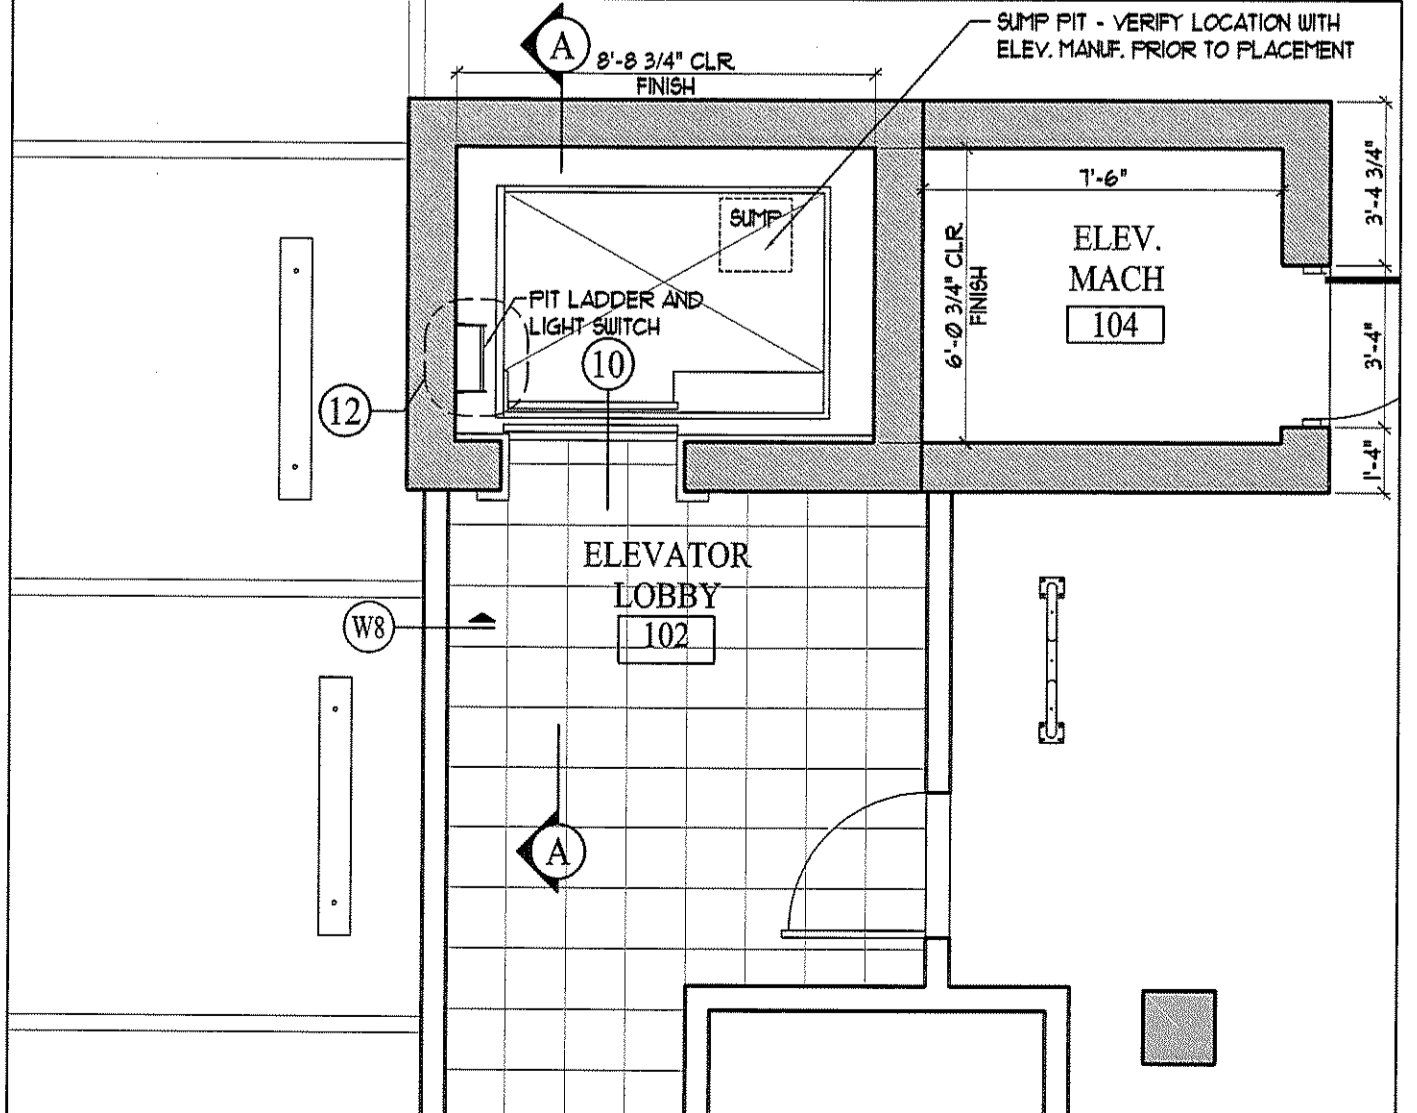 SUMP PIT - VERIFY LOCATION WITH
ELEV. MANUF. PRIOR TO PLACEMENT
A
8'-8 3/4" CLR
FINISH
3'-4 3/4"
7'-6"
SUMP
ELEV.
MACH
104
6'-0 3/4" CLR
FINISH
PIT LADDER AND
LIGHT SWITCH
10
12
3'-4"
1'-4"
ELEVATOR
LOBBY
102
W8
A